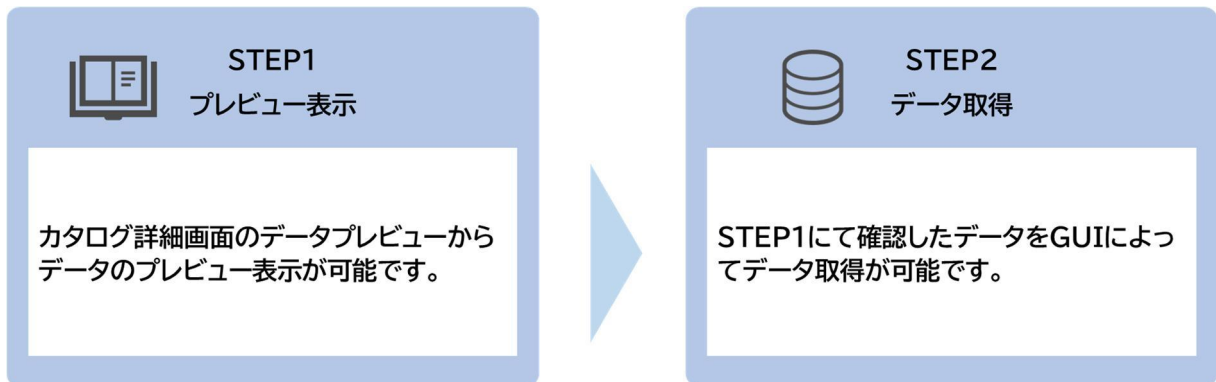 STEP1
プレビュー表示
カタログ詳細画面のデータプレビューから
データのプレビュー表示が可能です。
STEP2
データ取得
STEP1にて確認したデータをGUIによっ
てデータ取得が可能です。